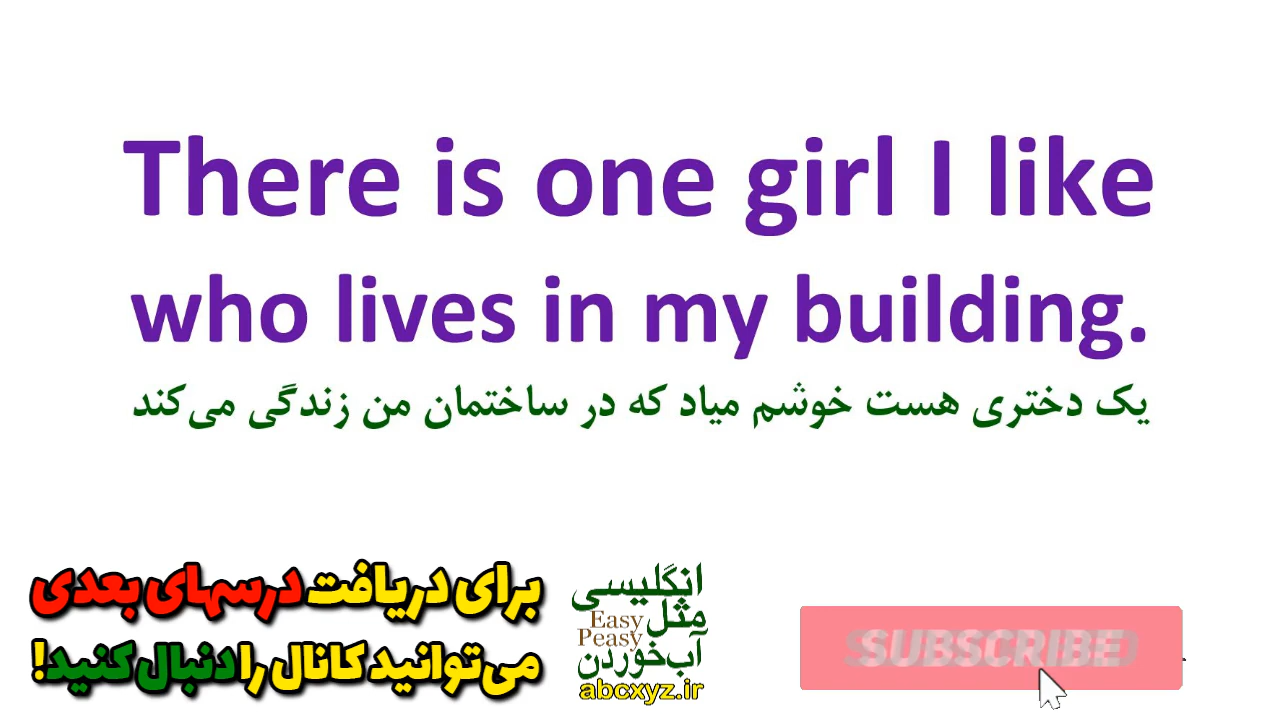 There is one girl I like
who lives in my building.
یک دختری هست خوشم میاد که در ساختمان من زندگی می‌کند
برای دریافت درسهای بعدی
می‌توانید کانال را دنبال کنید!
انگلیسی
مثل
Easy
Peasy
آب‌خوردن
abcxyz.ir
SUBSCRIBE